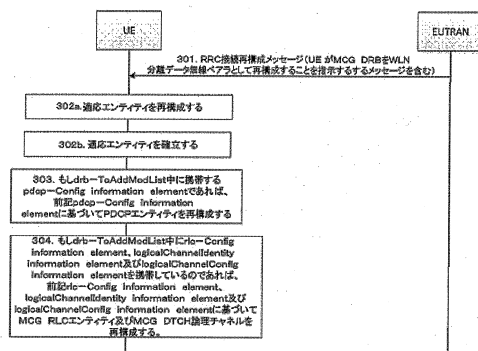 UE
EUTRAN
301. RRC接続再構成メッセージ(UE がMCG DRBをWLN
分離データ無線ベアラとして再構成することを指示するするメッセージを含む)
302a. 適応エンティティを再構成する
302b. 適応エンティティを確立する
303. もしdrb-ToAddModList中に携帯する
pdcp-Config information elementであれば、
前記pdcp-Config information
elementに基づいてPDCPエンティティを再構成する
304. もしdrb-ToAddModList中にrlc-Config
information element、logicalChannelIdentity
information element及びlogicalChannelConfig
information elementを携帯しているのであれば、
前記rlc-Config information element、
logicalChannelIdentity information element及び
logicalChannelConfig information elementに基づいて
MCG RLCエンティティ及びMCG DTCH論理チャネルを
再構成する。